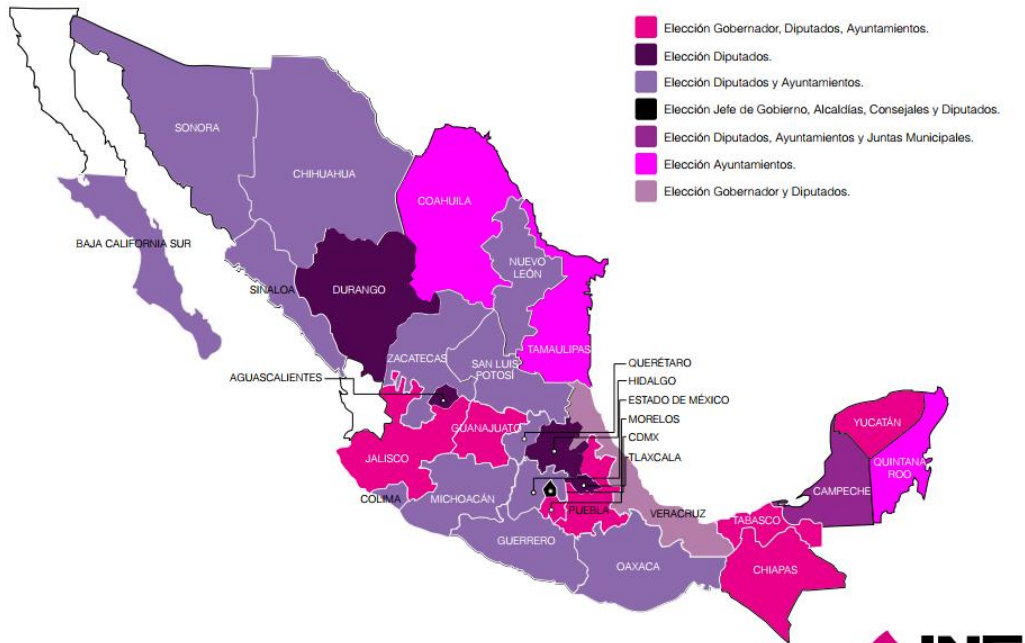 Elección Gobernador, Diputados, Ayuntamientos.
Elección Diputados.
Elección Diputados y Ayuntamientos.
Elección Jefe de Gobierno, Alcaldías, Consejales y Diputados.
Elección Diputados, Ayuntamientos y Juntas Municipales.
Elección Ayuntamientos.
Elección Gobernador y Diputados.
SONORA
CHIHUAHUA
COAHUILA
BAJA CALIFORNIA SUR
NUEVO
LEÓN
SINALOA
DURANGO
TAMAULIPAS
ZACATECAS
SAN LUIS
POTOSÍ
QUERÉTARO
AGUASCALIENTES
HIDALGO
ESTADO DE MÉXICO
MORELOS
CDMX
TLAXCALA
GUANAJUATO
JALISCO
YUCATÁN
QUINTANA
ROO
CAMPECHE
COLIMA
MICHOACÁN
PUEBLA
VERACRUZ
TABASCO
GUERRERO
OAXACA
CHIAPAS